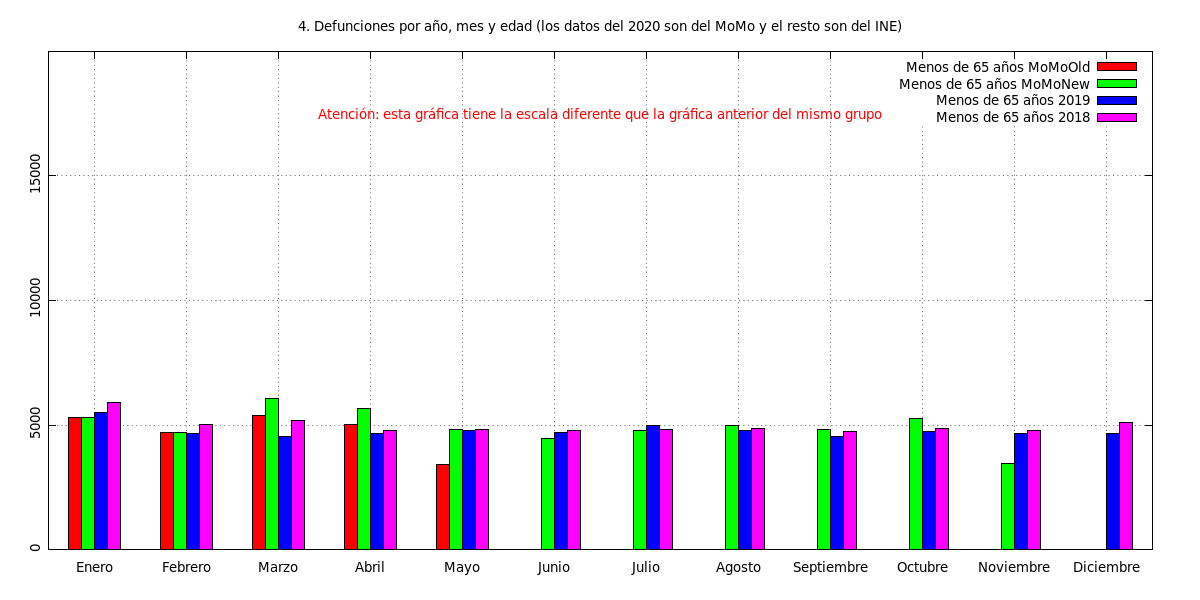 4. Defunciones por año, mes y edad (los datos del 2020 son del MoMo y el resto son del INE)
Menos de 65 años MoMoOld
Menos de 65 años MoMoNew
Menos de 65 años 2019
Menos de 65 años 2018
Atención: esta gráfica tiene la escala diferente que la gráfica anterior del mismo grupo
15000
10000
5000
0
Enero Febrero Marzo Abril Mayo Junio Julio Agosto Septiembre Octubre Noviembre Diciembre